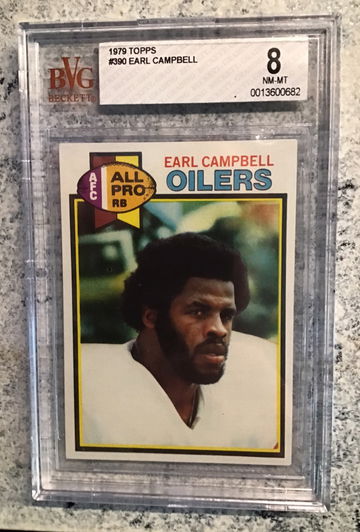 BVG
BECKETT
1979 TOPPS
#390 EARL CAMPBELL
8
NM-MT
0013600682
EARL CAMPBELL
OILERS
AFC
ALL
PRO
RB